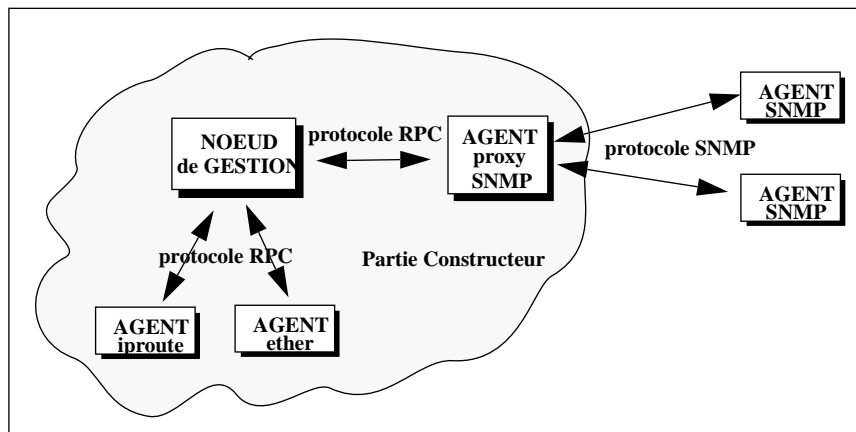 AGENT
SNMP
NOEUD
de GESTION
protocole RPC
AGENT
proxy
SNMP
protocole SNMP
AGENT
SNMP
protocole RPC
Partie Constructeur
AGENT
iproute
AGENT
ether